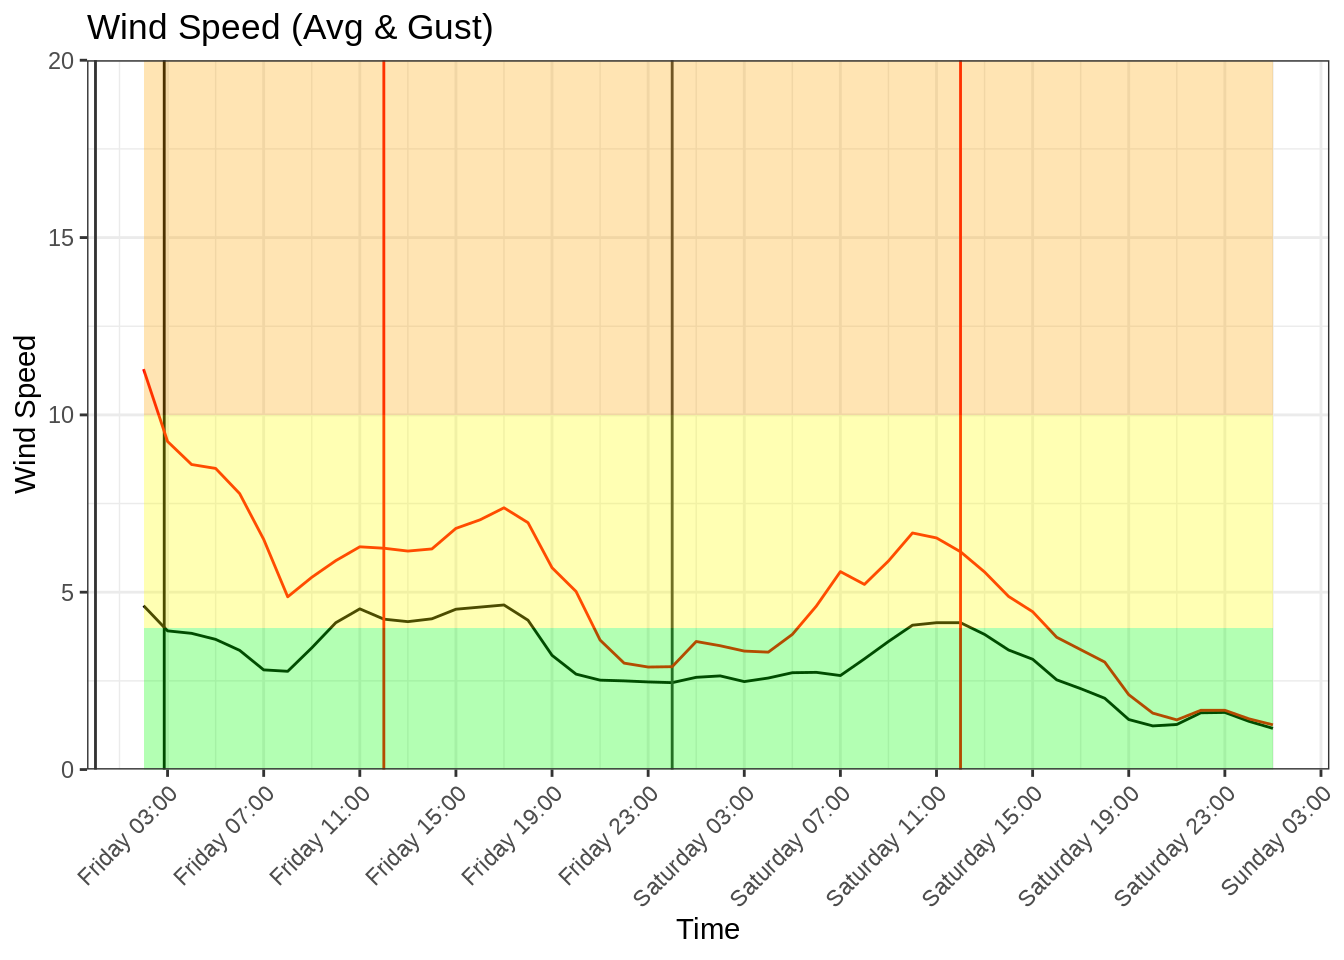 Wind Speed (Avg & Gust)
20
15
10
5
0
Wind Speed
Friday 03:00
Friday 07:00
Friday 11:00
Friday 15:00
Friday 19:00
Friday 23:00
Saturday 03:00
Saturday 07:00
Saturday 11:00
Saturday 15:00
Saturday 19:00
Saturday 23:00
Sunday 03:00
Time